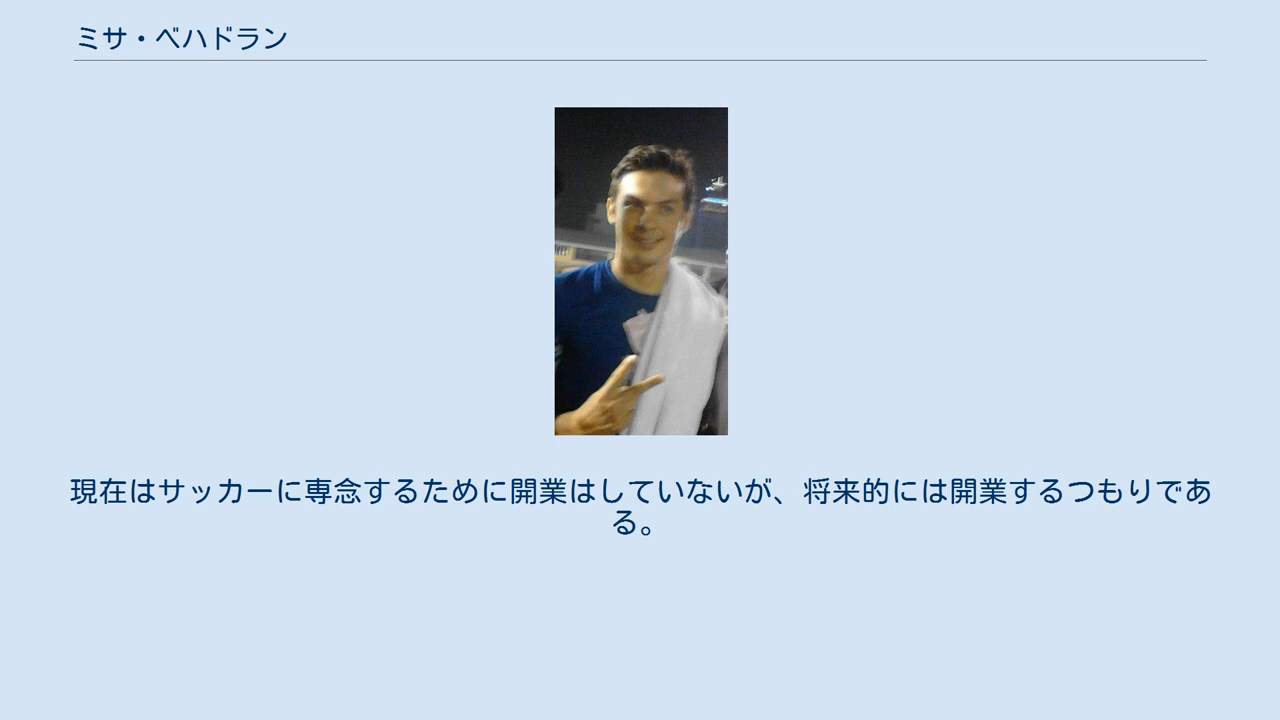 ミサ・ベハドラン
現在はサッカーに専念するために開業はしていないが、将来的には開業するつもりであ
る。